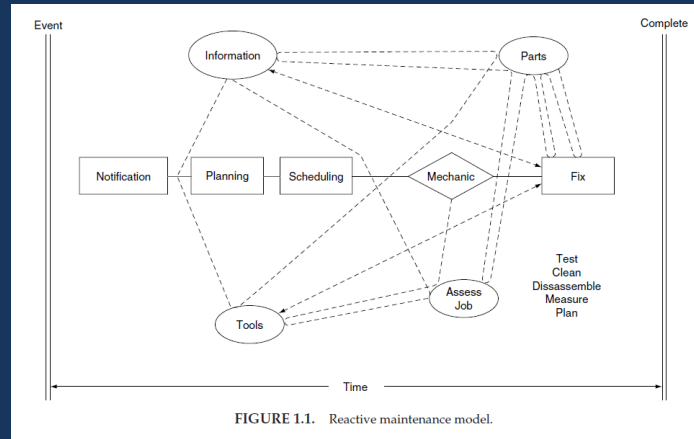 Event
Complete
Information
Parts
Notification
Planning
Scheduling
Mechanic
Fix
Test
Clean
Dissassemble
Measure
Plan
Assess
Job
Tools
Time
FIGURE 1.1. Reactive maintenance model.